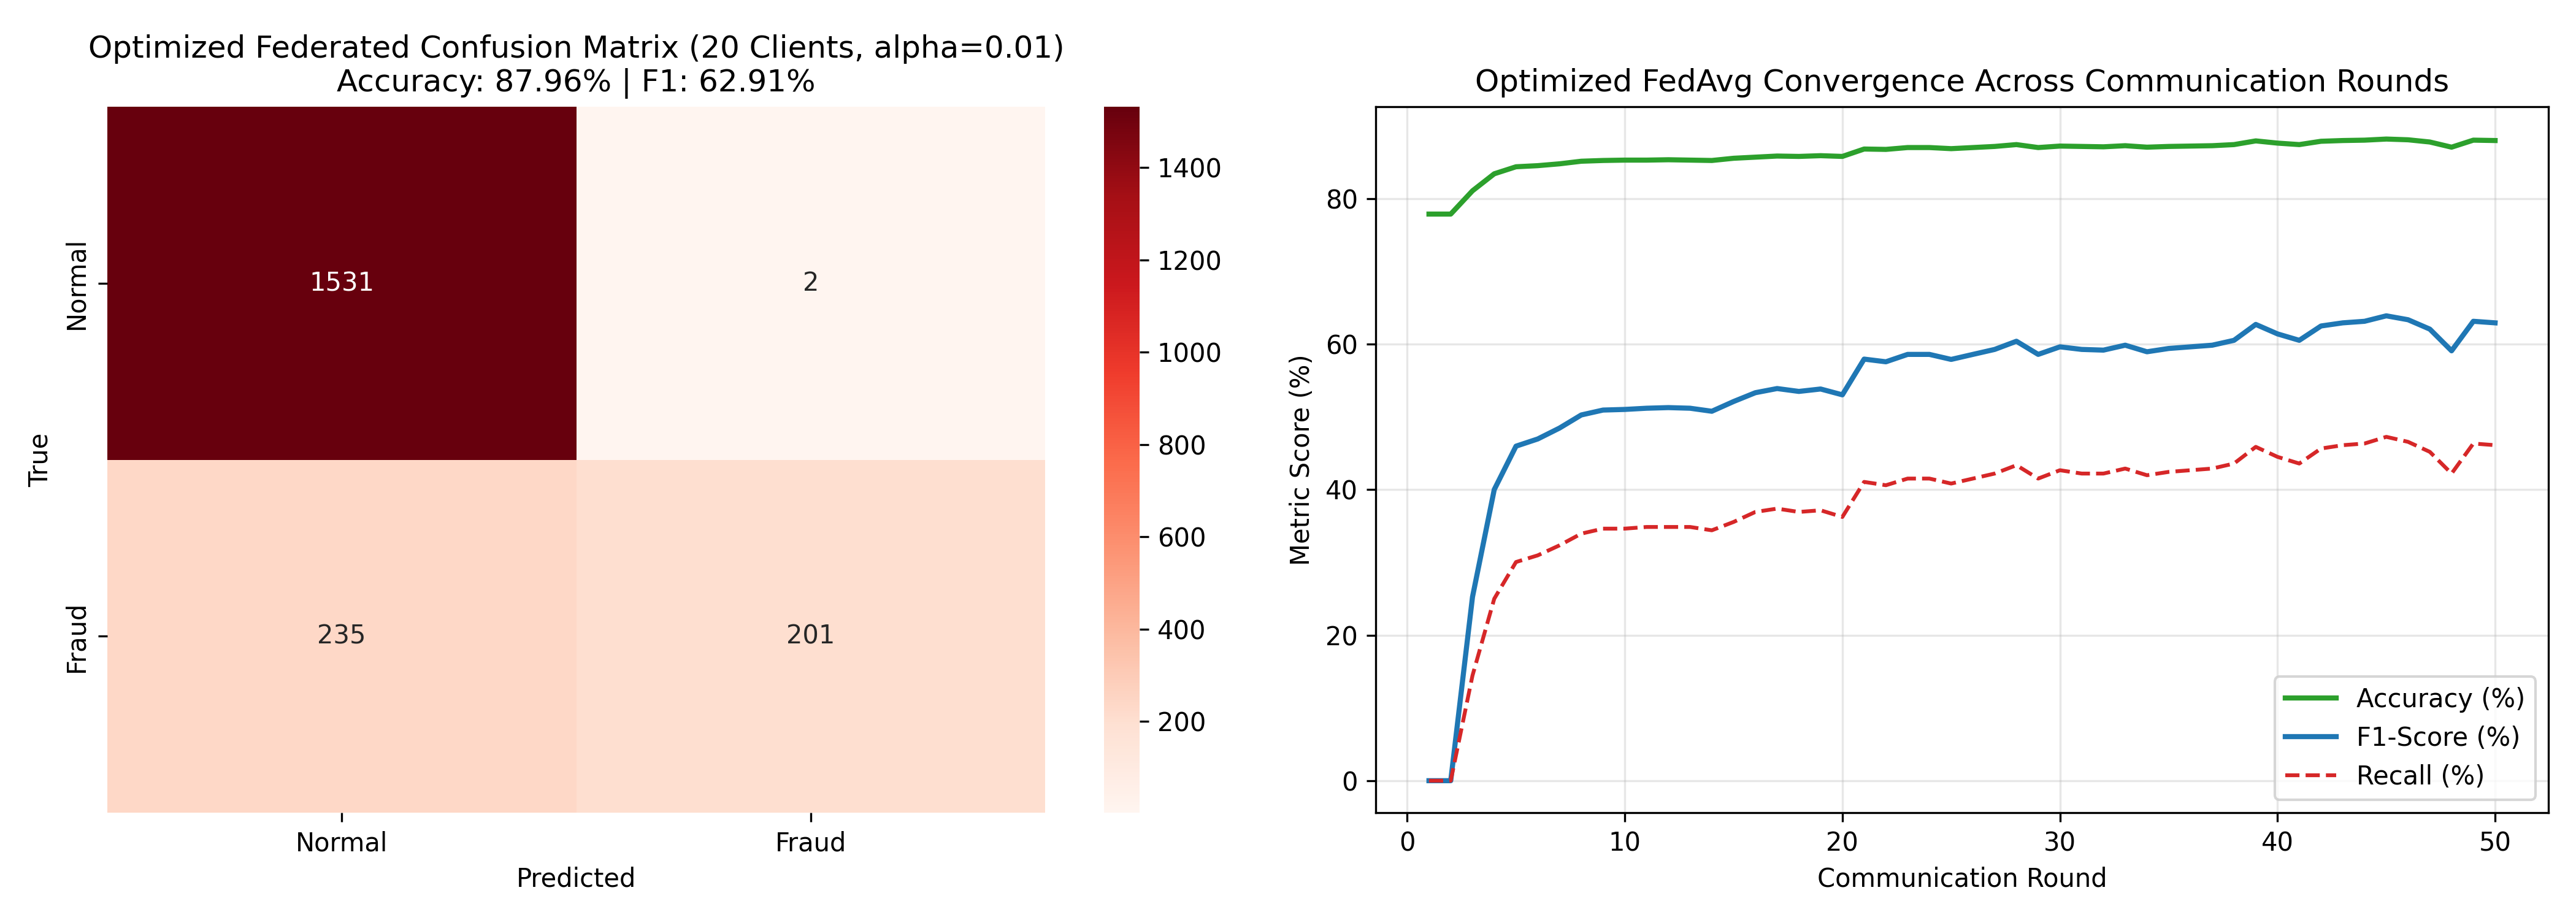 Optimized Federated Confusion Matrix (20 Clients, alpha=0.01)
Accuracy: 87.96% | F1: 62.91%
True
Normal
Fraud
1531
2
235
201
Normal
Fraud
Predicted
1400
1200
1000
800
600
400
200
Optimized FedAvg Convergence Across Communication Rounds
Metric Score (%)
80
60
40
20
0
0
10
20
30
40
50
Communication Round
Accuracy (%)
F1-Score (%)
Recall (%)